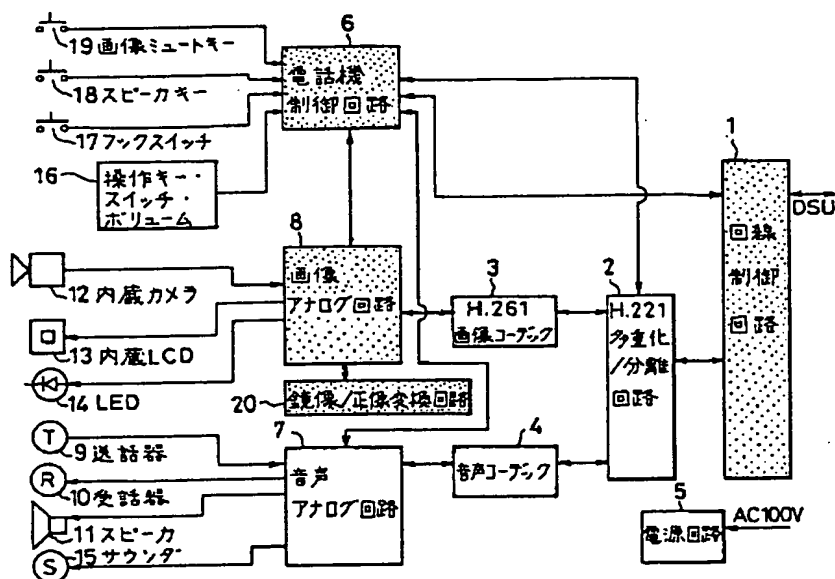 19 画像ミュートキー
18 スピーカキー
17 フックスイッチ
16
操作キー・
スイッチ・
ボリューム
6
電話機
制御回路
1
回線
制御
回路
DSU
8
画像
アナログ回路
12 内蔵カメラ
13 内蔵LCD
14 LED
3
H.261
画像コーデック
2
H.221
多重化
/分離
回路
20
鏡像/正像変換回路
7
音声
アナログ回路
4
音声コーデック
T
9 送話器
R
10 受話器
11 スピーカ
15 サウンダ
S
5
電源回路
AC100V